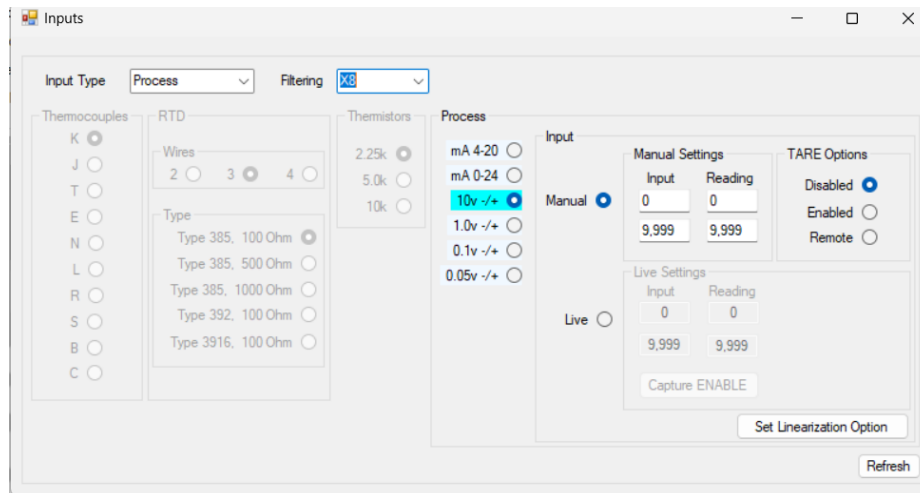 Inputs
Input Type Process Filtering X8
Thermocouples
K
J
T
E
N
L
R
S
B
C
RTD
Wires
2 3 4
Type
Type 385, 100 Ohm
Type 385, 500 Ohm
Type 385, 1000 Ohm
Type 392, 100 Ohm
Type 3916, 100 Ohm
Thermistors
2.25k
5.0k
10k
Process
mA 4-20
mA 0-24
10v -/+
1.0v -/+
0.1v -/+
0.05v -/+
Input
Manual
Manual Settings
Input Reading
0 0
9,999 9,999
TARE Options
Disabled
Enabled
Remote
Live
Live Settings
Input Reading
0 0
9,999 9,999
Capture ENABLE
Set Linearization Option
Refresh